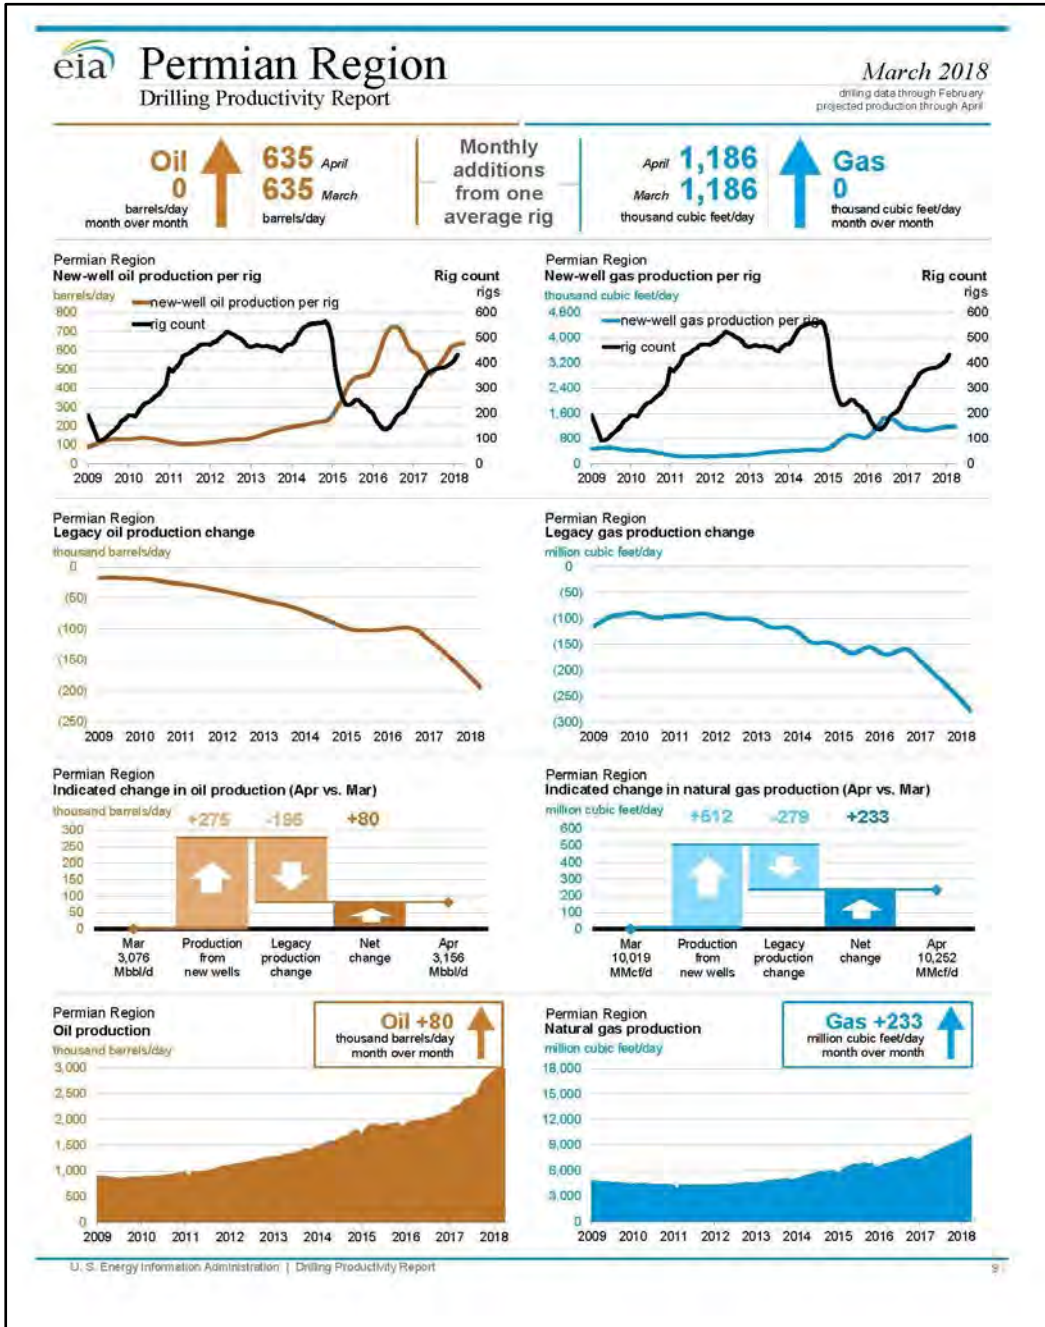 eia
Permian Region
Drilling Productivity Report
March 2018
drilling data through February
projected production through April
Oil
0
barrels/day
month over month
635 April
635 March
barrels/day
Monthly
additions
from one
average rig
April 1,186
March 1,186
thousand cubic feet/day
Gas
0
thousand cubic feet/day
month over month
Permian Region
New-well oil production per rig
Rig count
rigs
barrels/day
new-well oil production per rig
rig count
800
700
600
500
400
300
200
100
0
600
500
400
300
200
100
0
2009 2010 2011 2012 2013 2014 2015 2016 2017 2018
Permian Region
New-well gas production per rig
Rig count
rigs
thousand cubic feet/day
new-well gas production per rig
rig count
4,800
4,000
3,200
2,400
1,600
800
0
600
500
400
300
200
100
0
2009 2010 2011 2012 2013 2014 2015 2016 2017 2018
Permian Region
Legacy oil production change
thousand barrels/day
0
(50)
(100)
(150)
(200)
(250)
2009 2010 2011 2012 2013 2014 2015 2016 2017 2018
Permian Region
Legacy gas production change
million cubic feet/day
0
(50)
(100)
(150)
(200)
(250)
(300)
2009 2010 2011 2012 2013 2014 2015 2016 2017 2018
Permian Region
Indicated change in oil production (Apr vs. Mar)
thousand barrels/day
+275 -195 +80
300
250
200
150
100
50
0
Mar
3,076
Mbbl/d
Production
from
new wells
Legacy
production
change
Net
change
Apr
3,156
Mbbl/d
Permian Region
Indicated change in natural gas production (Apr vs. Mar)
million cubic feet/day
+512 -279 +233
600
500
400
300
200
100
0
Mar
10,019
MMcf/d
Production
from
new wells
Legacy
production
change
Net
change
Apr
10,252
MMcf/d
Permian Region
Oil production
thousand barrels/day
Oil +80
thousand barrels/day
month over month
3,000
2,500
2,000
1,500
1,000
500
0
2009 2010 2011 2012 2013 2014 2015 2016 2017 2018
Permian Region
Natural gas production
million cubic feet/day
Gas +233
million cubic feet/day
month over month
18,000
15,000
12,000
9,000
6,000
3,000
0
2009 2010 2011 2012 2013 2014 2015 2016 2017 2018
U. S. Energy Information Administration | Drilling Productivity Report
9